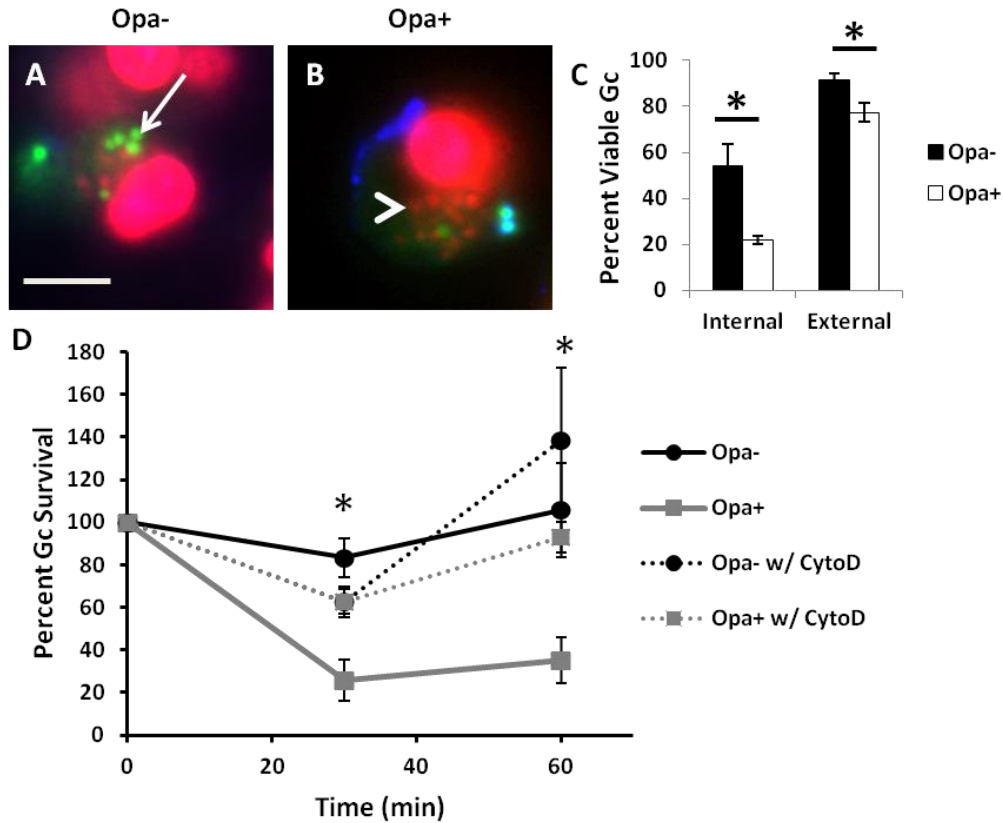 Opa-
Opa+
A
B
C
Percent Viable Gc
100
80
60
40
20
0
*
*
Internal
External
Opa-
Opa+
D
Percent Gc Survival
180
160
140
120
100
80
60
40
20
0
*
*
0
20
40
60
Time (min)
Opa-
Opa+
Opa- w/ CytoD
Opa+ w/ CytoD